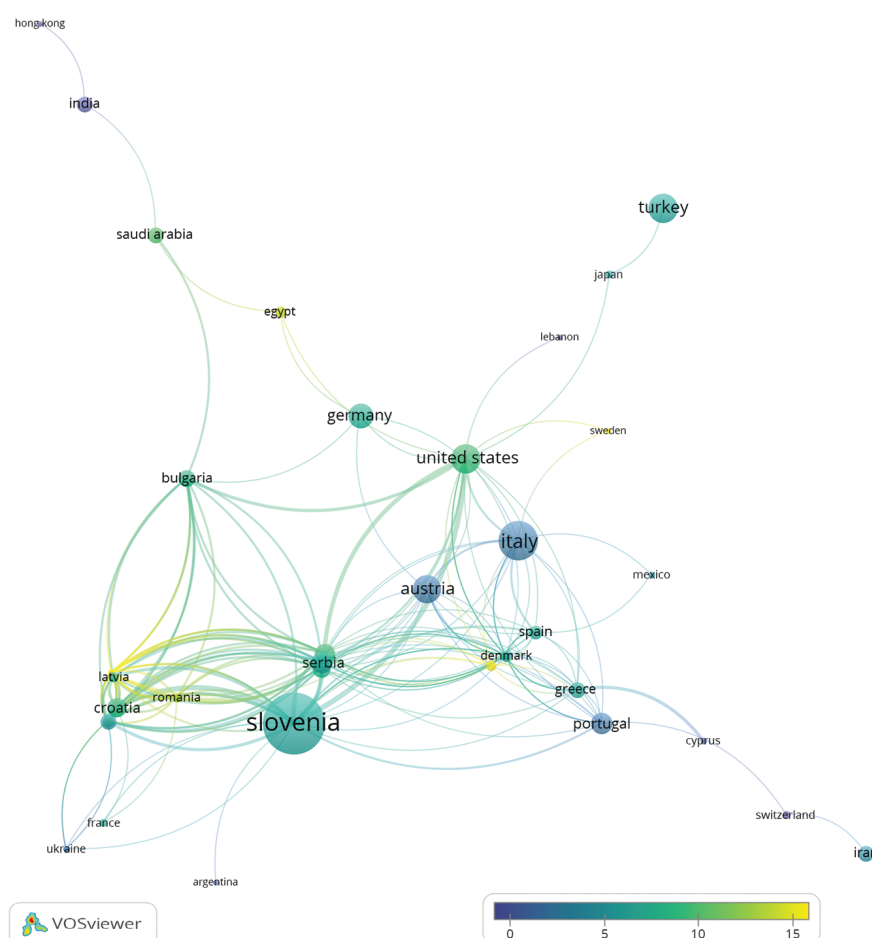 hong kong
india
turkey
saudi arabia
japan
egypt
lebanon
germany
sweden
united states
bulgaria
italy
mexico
austria
spain
denmark
serbia
latvia
greece
romania
croatia
slovenia
portugal
cyprus
switzerland
france
ukraine
iran
argentina
VOSviewer
0
5
10
15